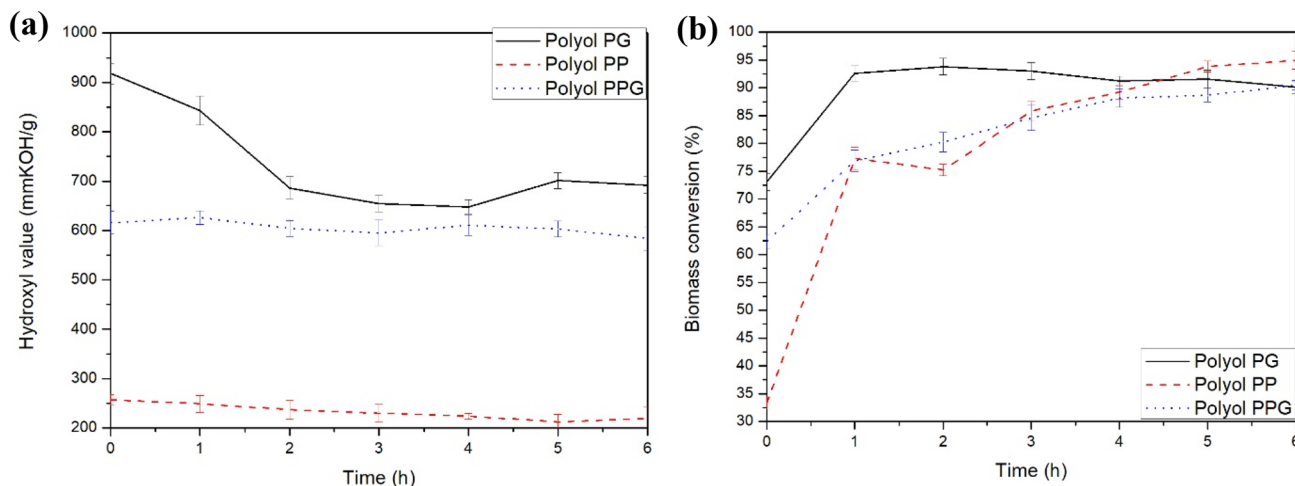 (a)
1000
900
800
700
600
500
400
300
200
Hydroxyl value (mmKOH/g)
0 1 2 3 4 5 6
Time (h)
Polyol PG
Polyol PP
Polyol PPG
(b)
100
95
90
85
80
75
70
65
60
55
50
45
40
35
30
Biomass conversion (%)
0 1 2 3 4 5 6
Time (h)
Polyol PG
Polyol PP
Polyol PPG